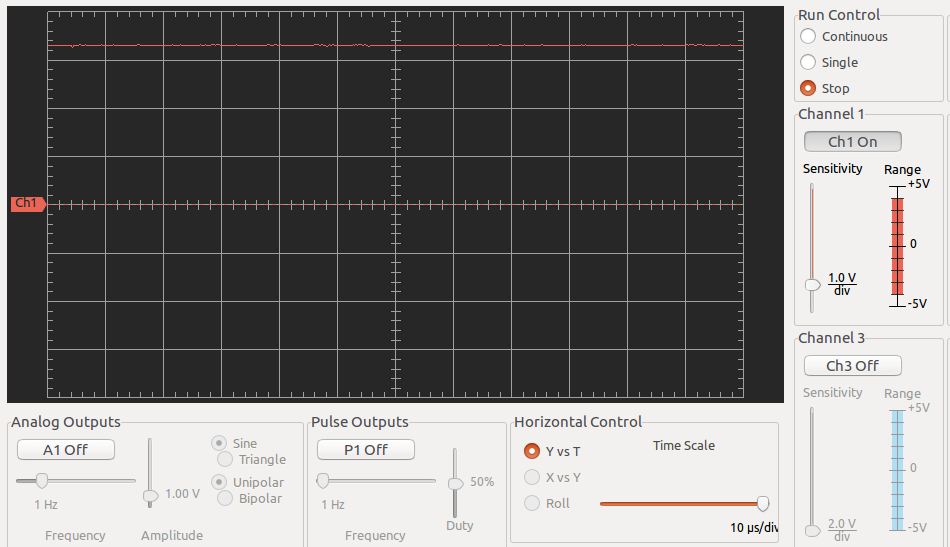 Run Control
Continuous
Single
Stop
Channel 1
Ch1 On
Sensitivity
Range
+5V
0
-5V
1.0 V
div
Ch1
Channel 3
Ch3 Off
Sensitivity
Range
+5V
0
-5V
2.0 V
div
Analog Outputs
A1 Off
1 Hz
Frequency
1.00 V
Amplitude
Sine
Triangle
Unipolar
Bipolar
Pulse Outputs
P1 Off
1 Hz
Frequency
50%
Duty
Horizontal Control
Y vs T
X vs Y
Roll
Time Scale
10 µs/div